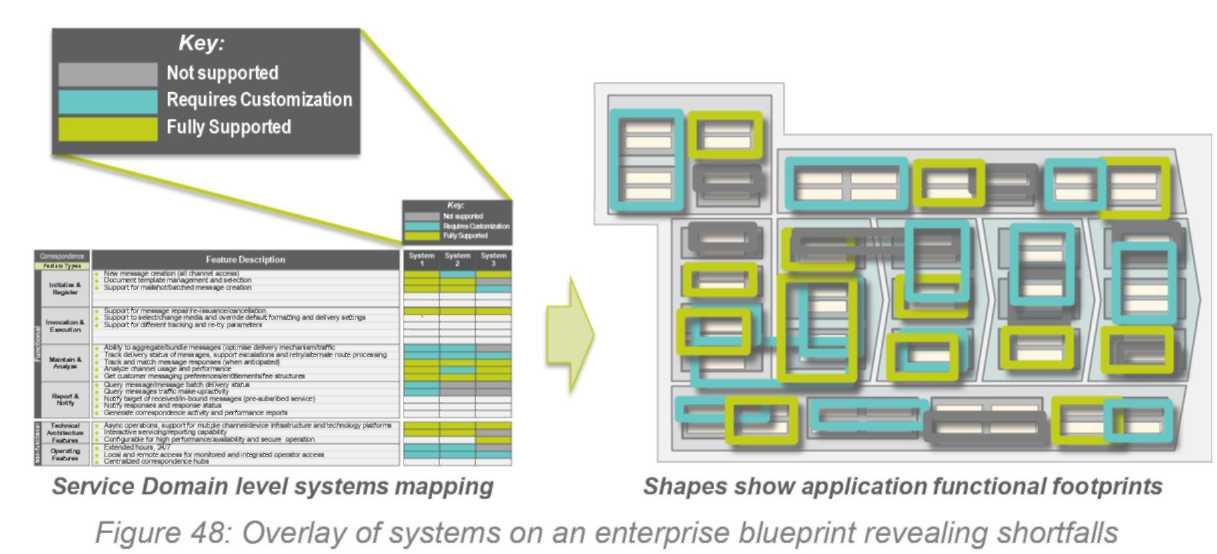 Key:
Not supported
Requires Customization
Fully Supported
Key:
Not supported
Requires Customization
Fully Supported
Correspondence
Feature Types
Feature Description
System 1
System 2
System 3
Functional
Initialise & Register
New message creation (all channel access)
Document template management and selection
Support for mailshot/batched message creation
Invocation & Execution
Support for message repair/re-issuance/cancellation
Support to select/change media and override default formatting and delivery settings
Support for different tracking and re-try parameters
Maintain & Analyze
Ability to aggregate/bundle messages (optimise delivery mechanism/traffic
Track delivery status of messages, support escalations and retry/alternate route processing
Track and match message responses (when anticipated)
Analyze channel usage and performance
Get customer messaging preferences/entitlements/fee structures
Report & Notify
Query message/message batch delivery status
Query messages traffic make-up/activity
Notify target of received/in-bound messages (pre-subsribed service)
Notify responses and response status
Generate correspondence activity and performance reports
Technical Architecture Features
Async operations, support for multiple channel/device infrastructure and technology platforms
Interactive servicing/reporting capability
Configurable for high performance/availability and secure operation
Operating Features
Extended hours, 24/7
Local and remote access for monitored and integrated operator access
Centralized correspondence hubs
Service Domain level systems mapping
Shapes show application functional footprints
Figure 48: Overlay of systems on an enterprise blueprint revealing shortfalls